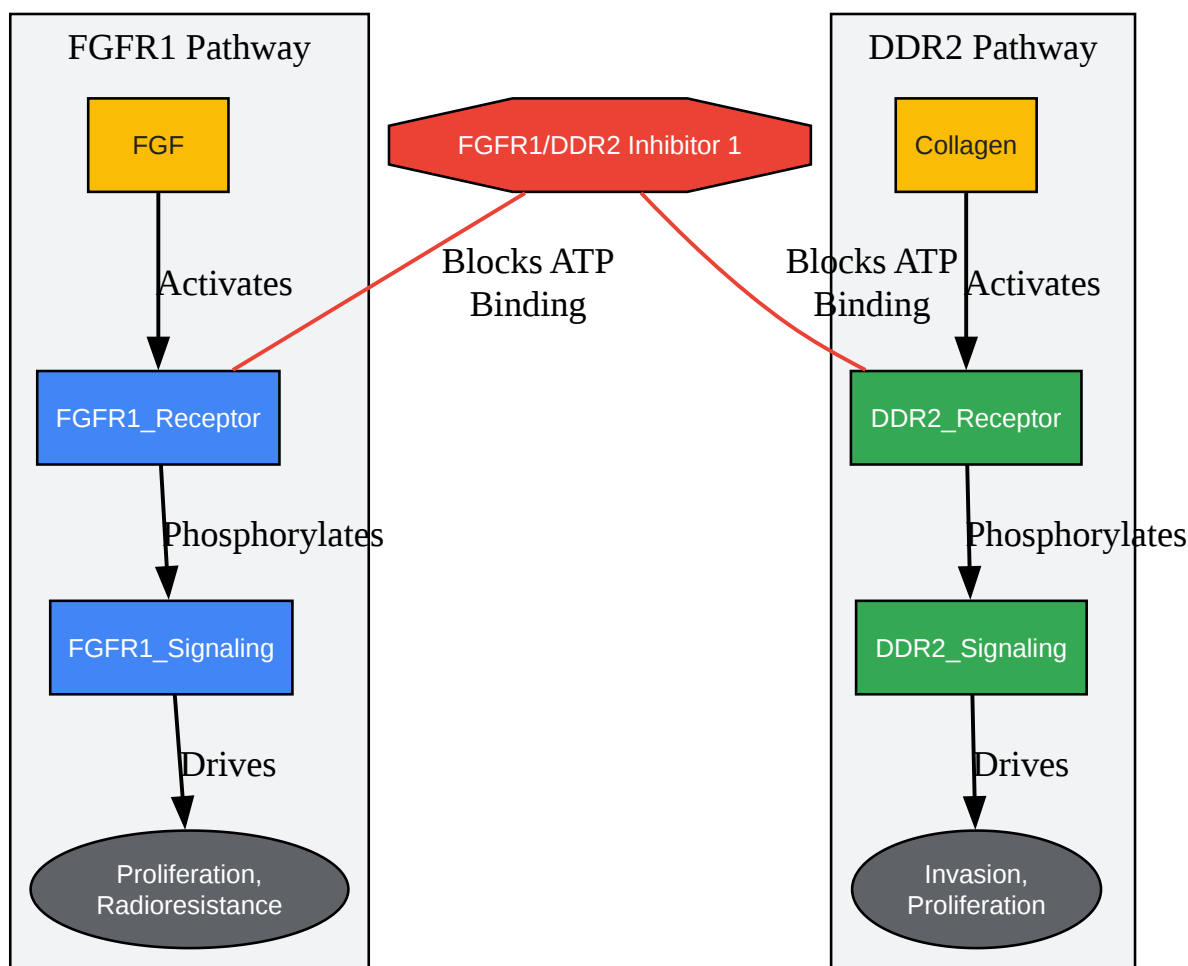 FGFR1 Pathway
DDR2 Pathway
FGF
FGFR1/DDR2 Inhibitor 1
Collagen
Activates
Blocks ATP
Binding
Blocks ATP
Binding
Activates
FGFR1_Receptor
DDR2_Receptor
Phosphorylates
Phosphorylates
FGFR1_Signaling
DDR2_Signaling
Drives
Drives
Proliferation,
Radioresistance
Invasion,
Proliferation